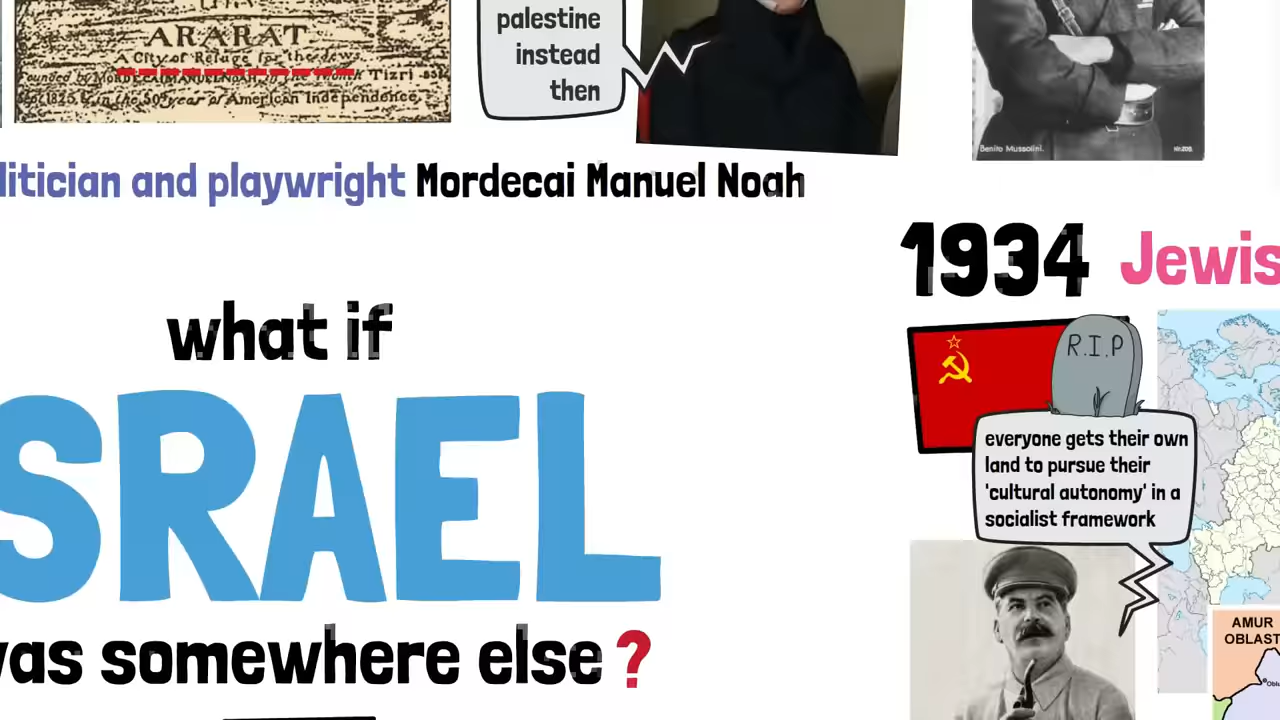 ARARAT
A City of Refuge for the Jews
Tizri
in the 50th year of American Independence.
palestine
instead
then
Benito Mussolini.
litician and playwright Mordecai Manuel Noah
what if
SRAEL
was somewhere else ?
1934 Jewis
R.I.P
everyone gets their own
land to pursue their
'cultural autonomy' in a
socialist framework
AMUR
OBLAST